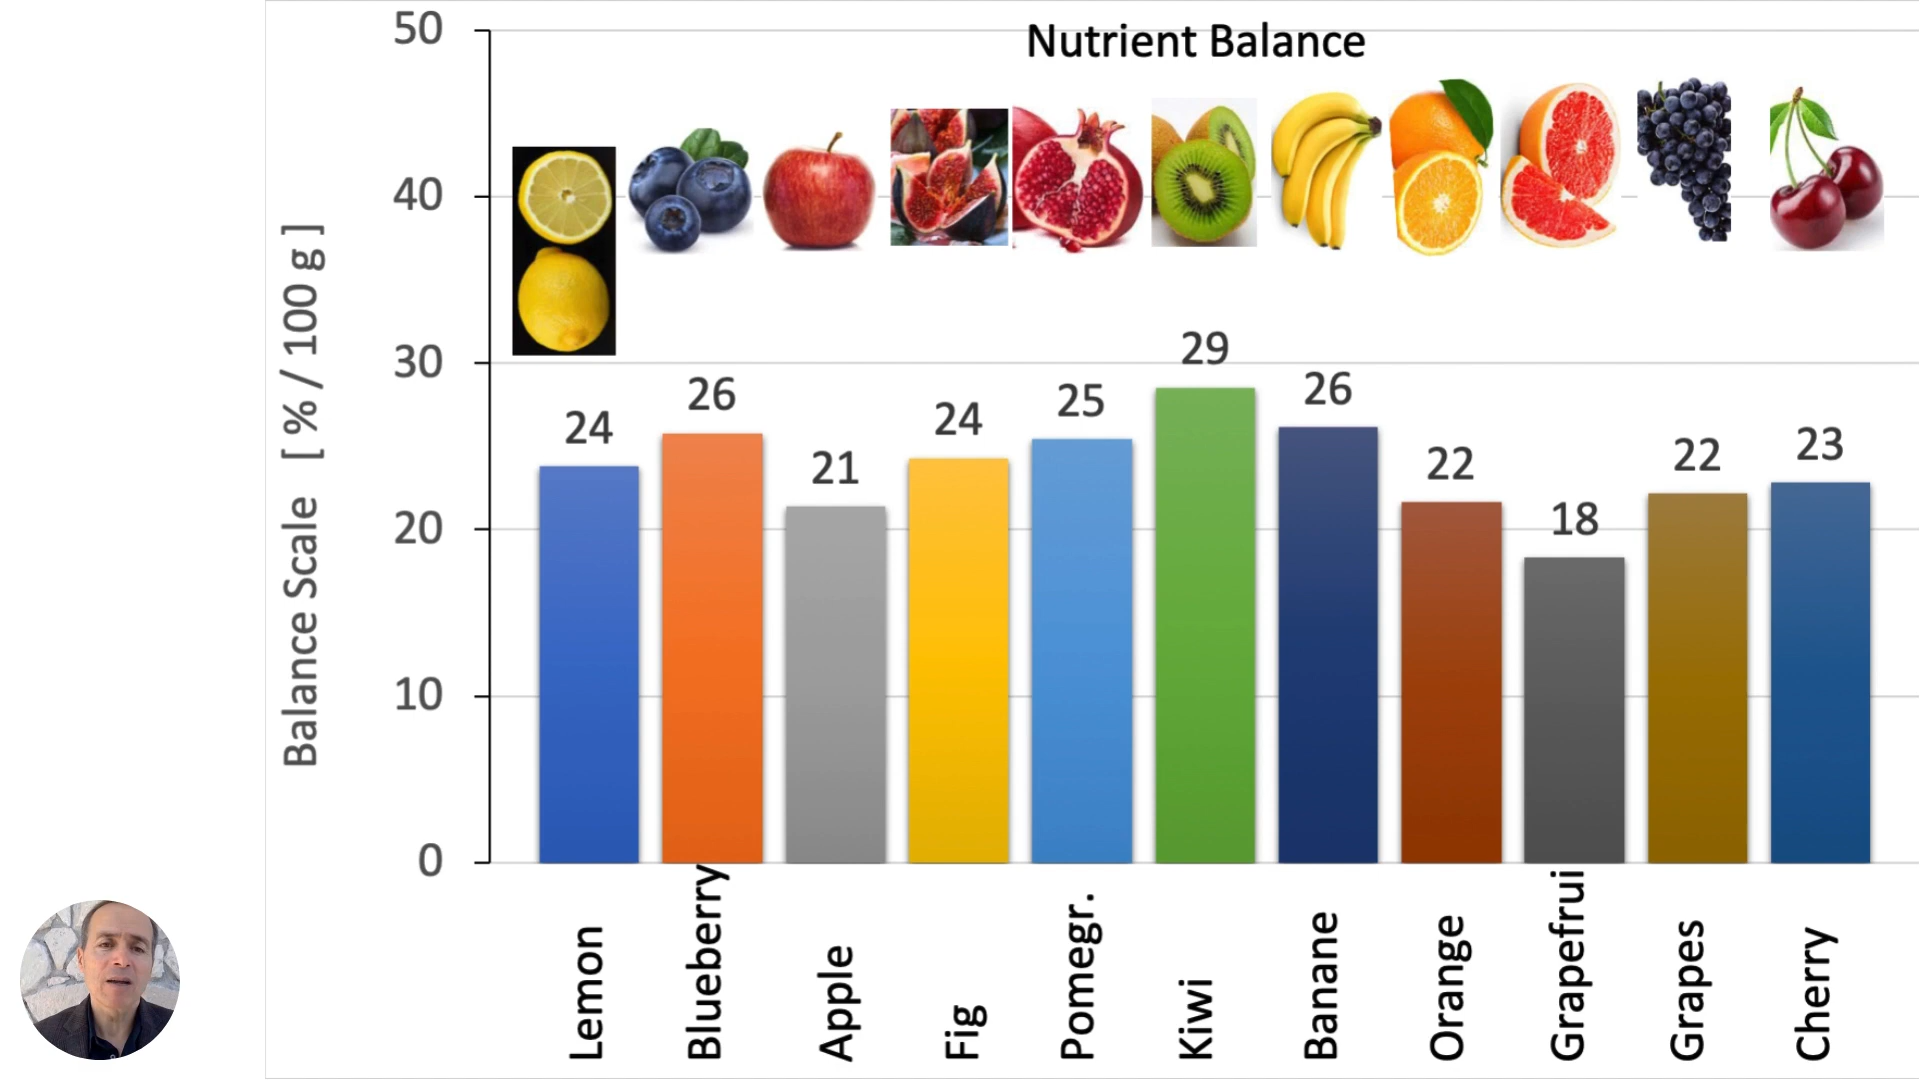 Nutrient Balance
Balance Scale [ % / 100 g ]
50
40
30
20
10
0
24
26
21
24
25
29
26
22
18
22
23
Lemon
Blueberry
Apple
Fig
Pomegr.
Kiwi
Banane
Orange
Grapefrui
Grapes
Cherry